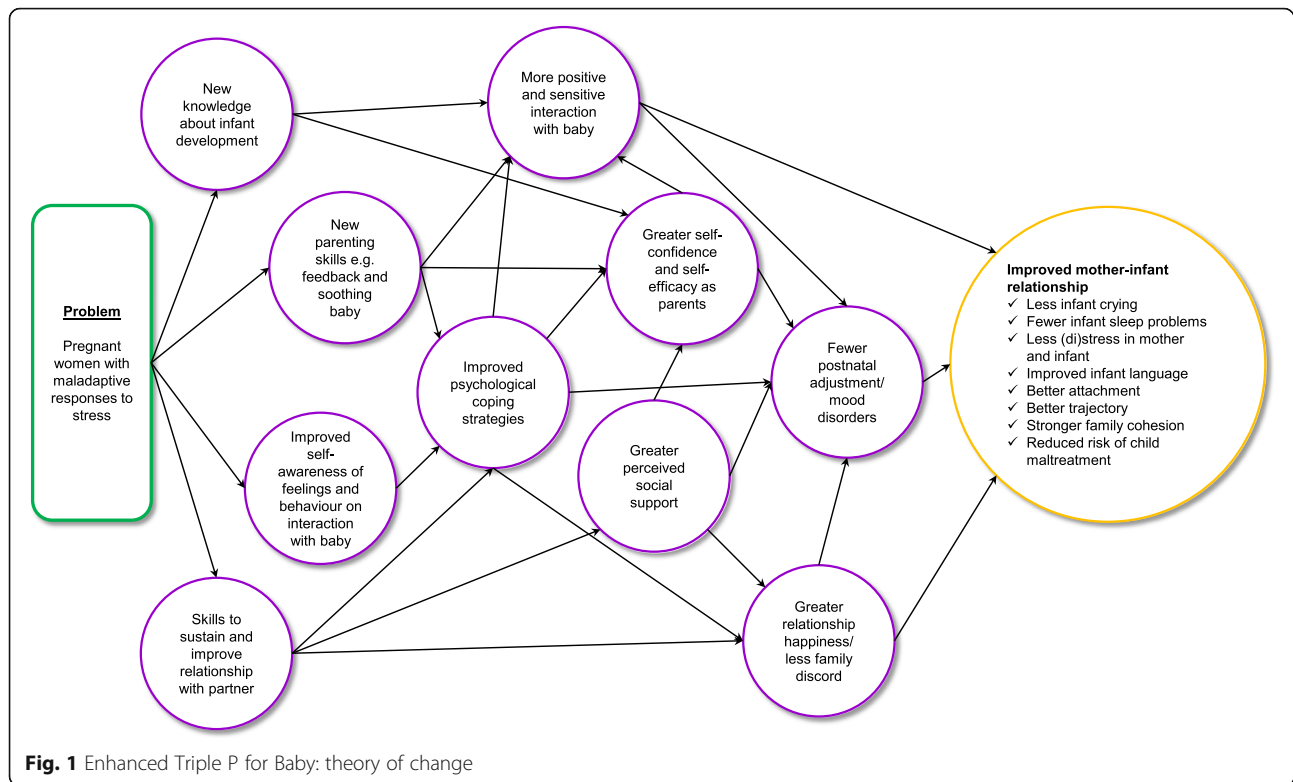 New
knowledge
about infant
development
More positive
and sensitive
interaction
with baby
New
parenting
skills e.g.
feedback and
soothing
baby
Greater self-
confidence
and self-
efficacy as
parents
Problem
Pregnant
women with
maladaptive
responses to
stress
Improved
psychological
coping
strategies
Fewer
postnatal
adjustment/
mood
disorders
Improved mother-infant
relationship
✓ Less infant crying
✓ Fewer infant sleep problems
✓ Less (di)stress in mother
and infant
✓ Improved infant language
✓ Better attachment
✓ Better trajectory
✓ Stronger family cohesion
✓ Reduced risk of child
maltreatment
Improved self-
awareness of
feelings and
behaviour on
interaction
with baby
Greater
perceived
social
support
Skills to
sustain and
improve
relationship
with partner
Greater
relationship
happiness/
less family
discord
Fig. 1 Enhanced Triple P for Baby: theory of change